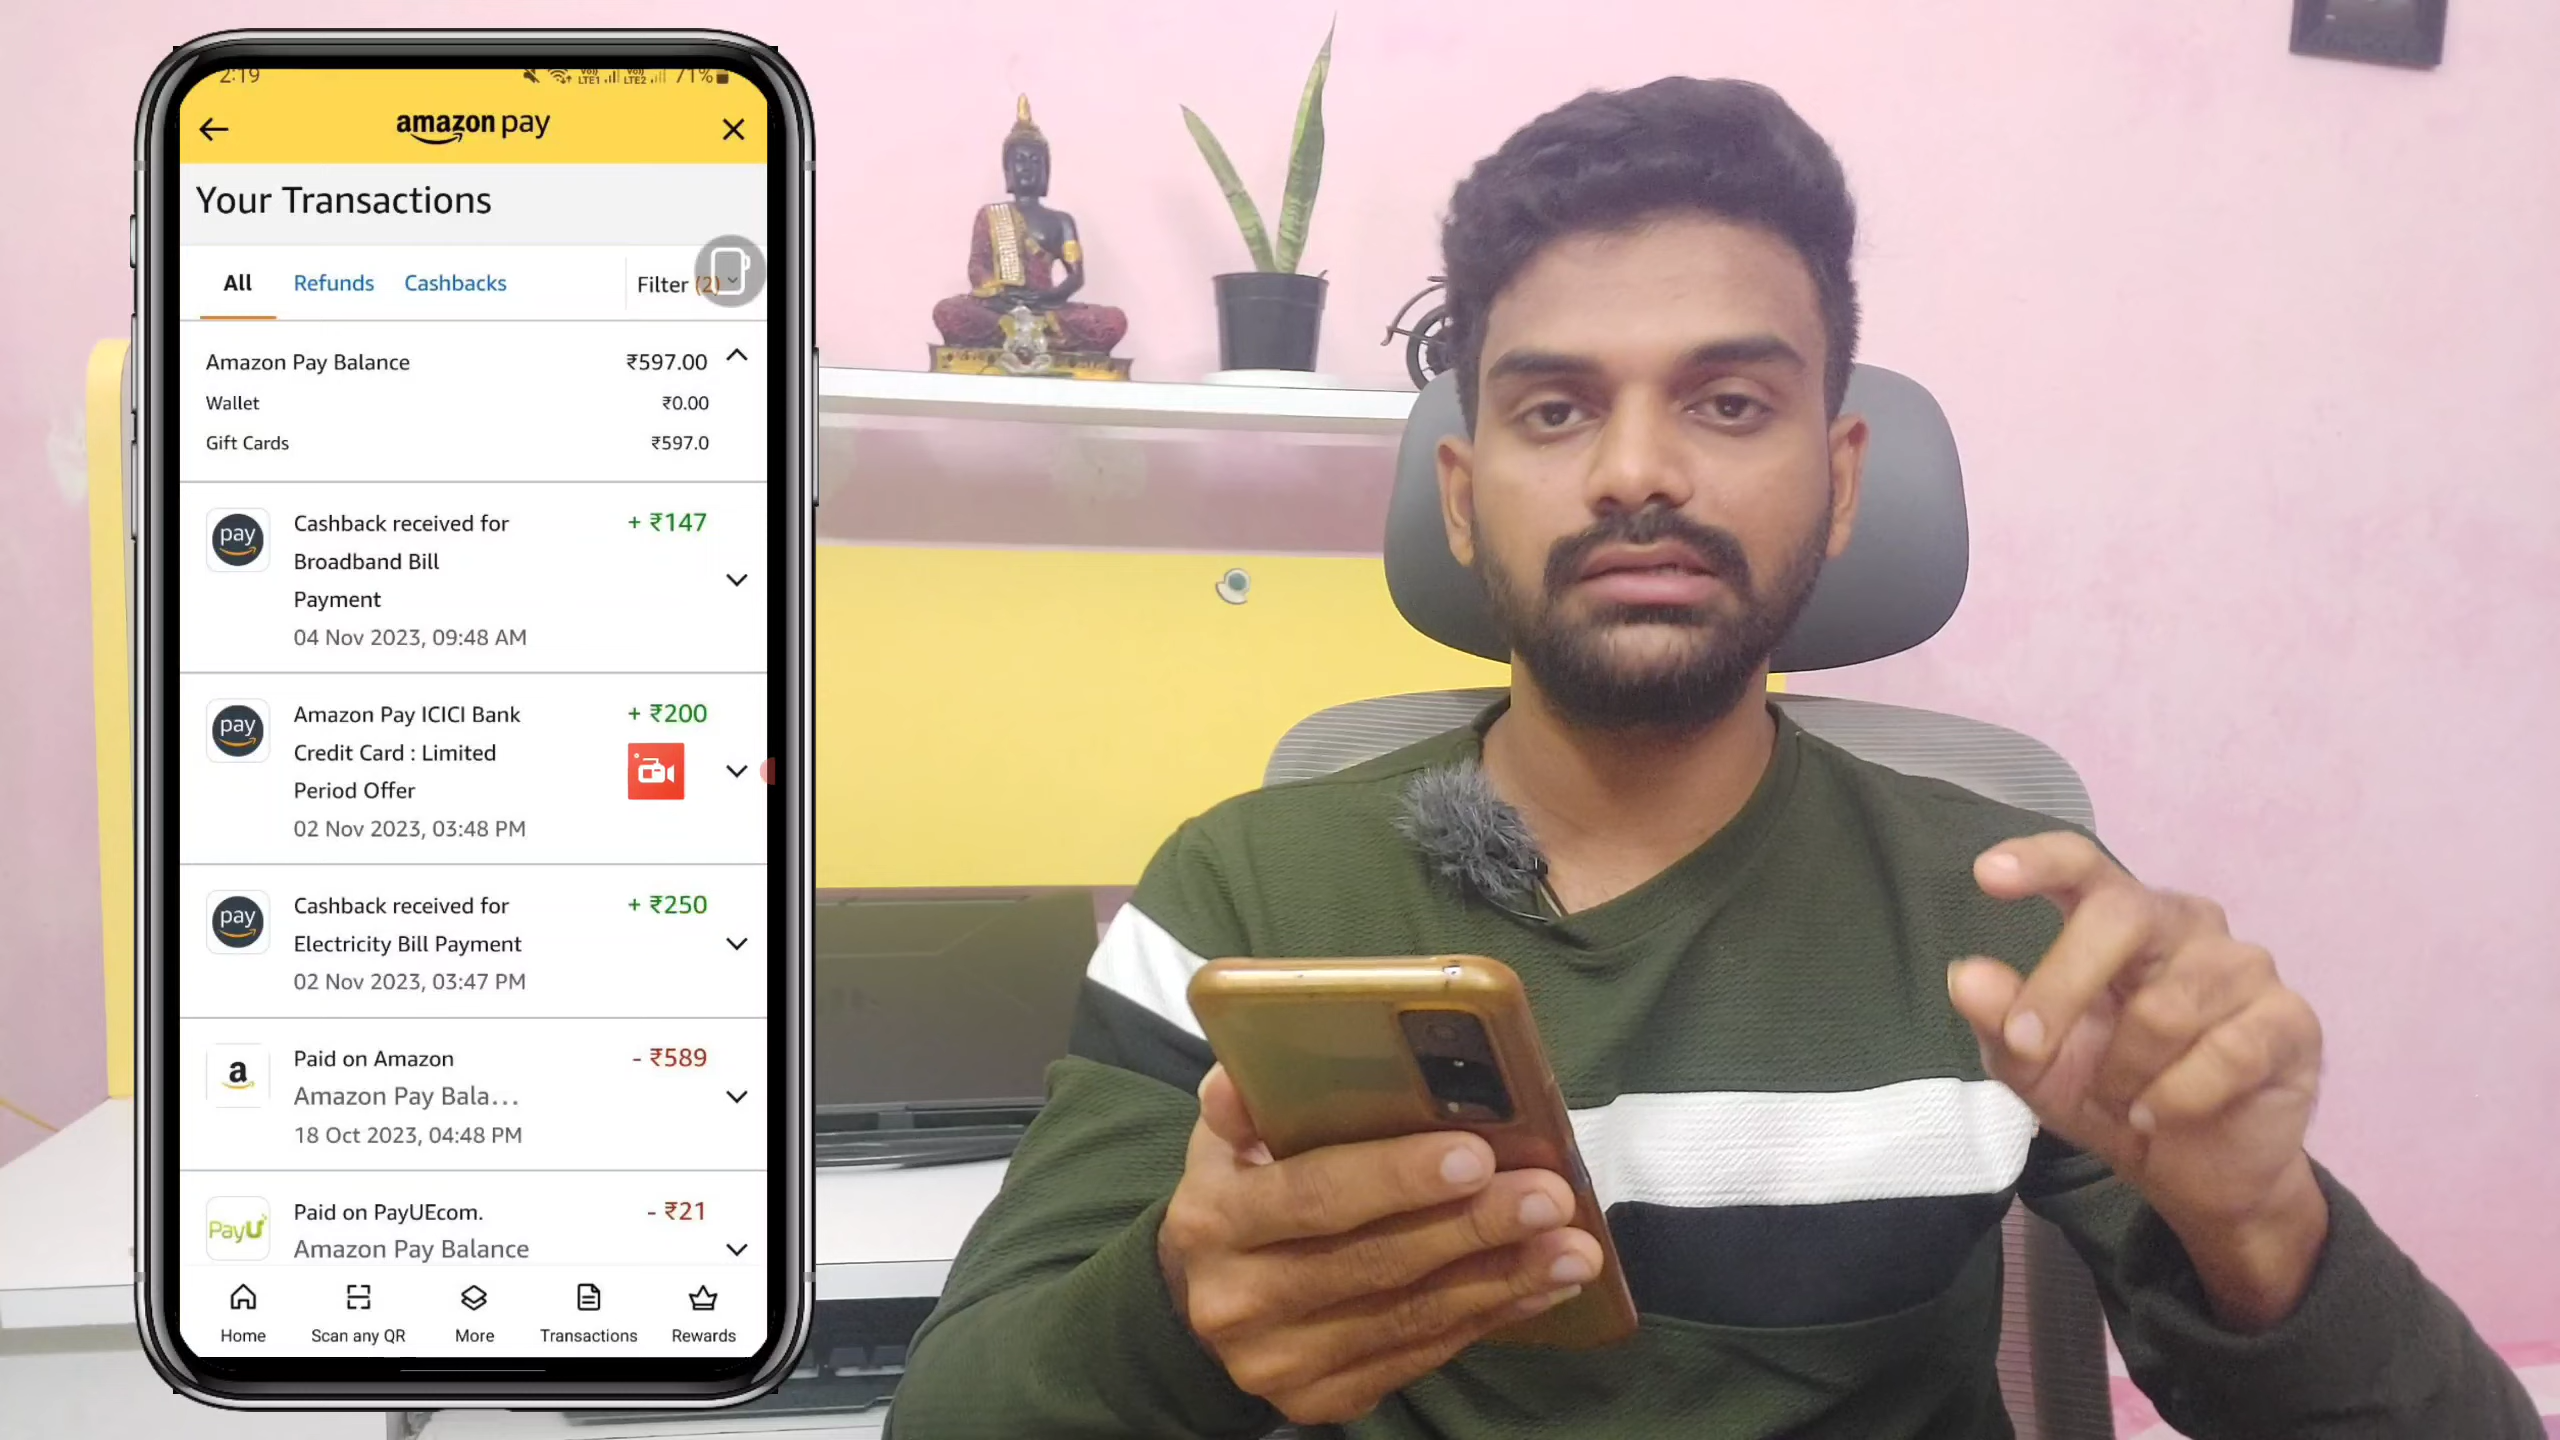 2:19 Vo) LTE1 Vo) LTE2 71%
amazon pay
Your Transactions
All Refunds Cashbacks Filter (2)
Amazon Pay Balance ₹597.00
Wallet ₹0.00
Gift Cards ₹597.0
pay
Cashback received for + ₹147
Broadband Bill
Payment
04 Nov 2023, 09:48 AM
pay
Amazon Pay ICICI Bank + ₹200
Credit Card : Limited
Period Offer
02 Nov 2023, 03:48 PM
pay
Cashback received for + ₹250
Electricity Bill Payment
02 Nov 2023, 03:47 PM
a
Paid on Amazon - ₹589
Amazon Pay Bala...
18 Oct 2023, 04:48 PM
PayU
Paid on PayUEcom. - ₹21
Amazon Pay Balance
Home Scan any QR More Transactions Rewards